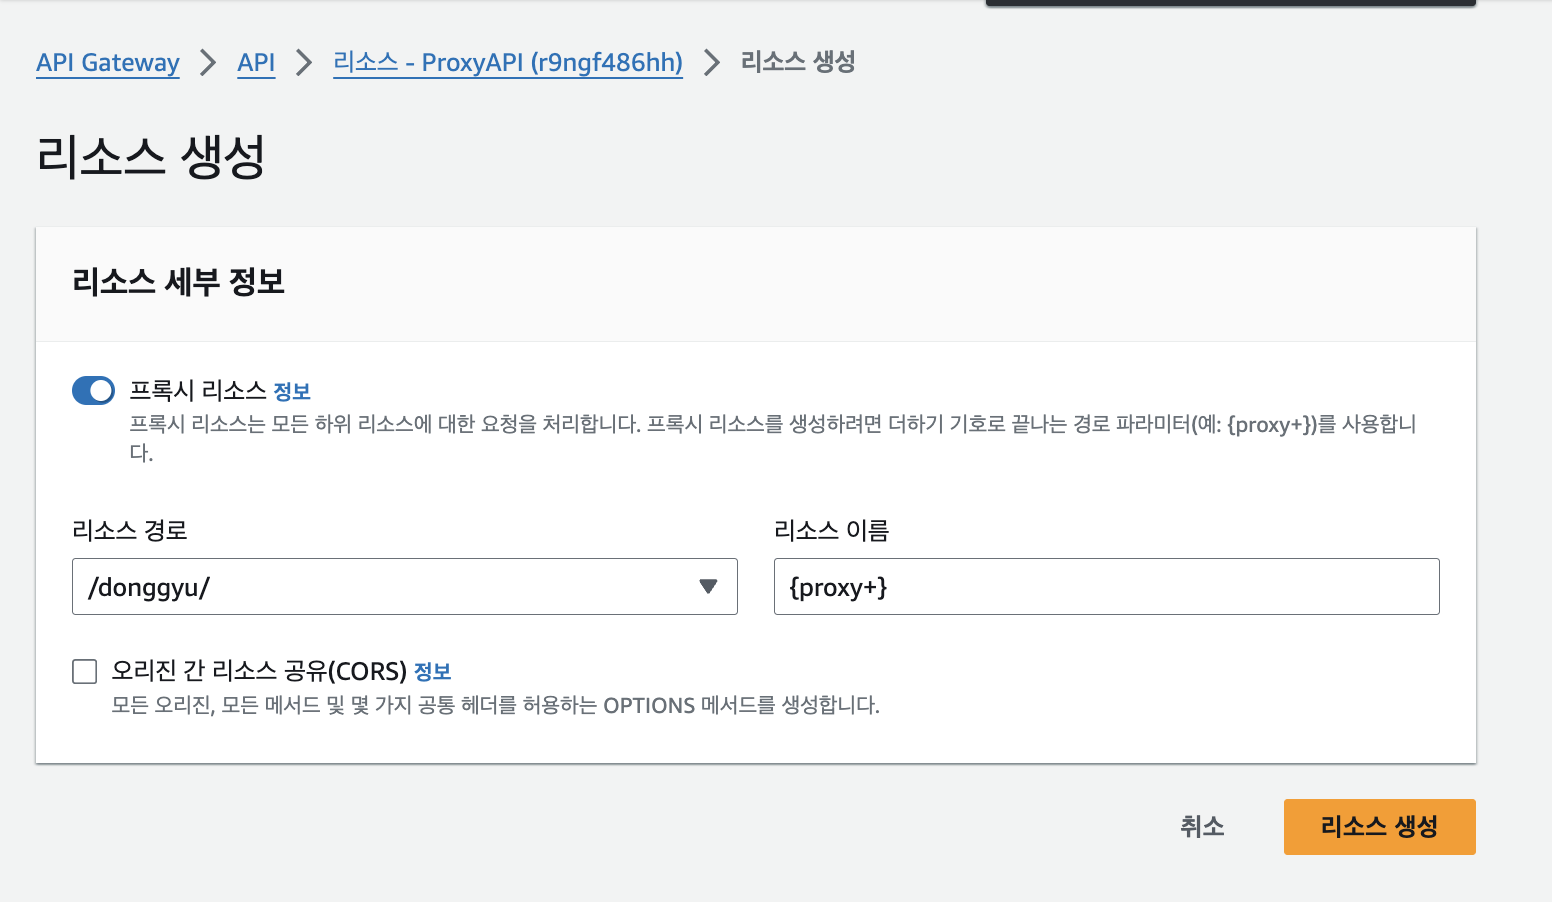 API Gateway > API > 리소스 - ProxyAPI (r9ngf486hh) > 리소스 생성
리소스 생성
리소스 세부 정보
프록시 리소스 정보
프록시 리소스는 모든 하위 리소스에 대한 요청을 처리합니다. 프록시 리소스를 생성하려면 더하기 기호로 끝나는 경로 파라미터(예: {proxy+})를 사용합니
다.
리소스 경로
/donggyu/
리소스 이름
{proxy+}
오리진 간 리소스 공유(CORS) 정보
모든 오리진, 모든 메서드 및 몇 가지 공통 헤더를 허용하는 OPTIONS 메서드를 생성합니다.
취소
리소스 생성